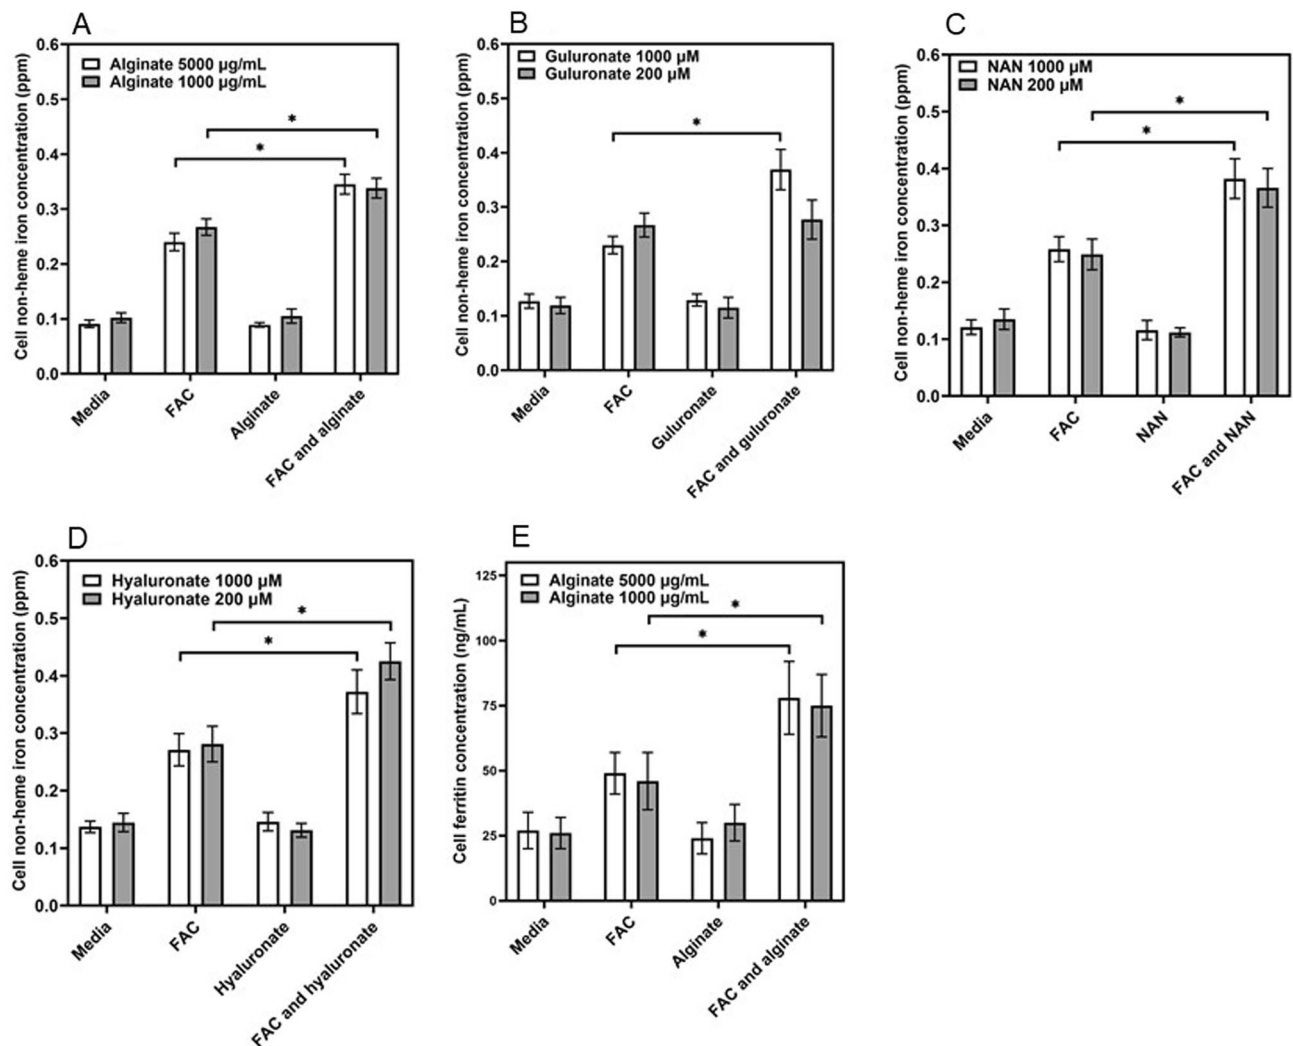 A
Cell non-heme iron concentration (ppm)
0.6
0.5
0.4
0.3
0.2
0.1
0.0
Alginate 5000 µg/mL
Alginate 1000 µg/mL
*
*
Media
FAC
Alginate
FAC and alginate
B
Cell non-heme iron concentration (ppm)
0.6
0.5
0.4
0.3
0.2
0.1
0.0
Guluronate 1000 µM
Guluronate 200 µM
*
Media
FAC
Guluronate
FAC and guluronate
C
Cell non-heme iron concentration (ppm)
0.6
0.5
0.4
0.3
0.2
0.1
0.0
NAN 1000 µM
NAN 200 µM
*
*
Media
FAC
NAN
FAC and NAN
D
Cell non-heme iron concentration (ppm)
0.6
0.5
0.4
0.3
0.2
0.1
0.0
Hyaluronate 1000 µM
Hyaluronate 200 µM
*
*
Media
FAC
Hyaluronate
FAC and hyaluronate
E
Cell ferritin concentration (ng/mL)
125
100
75
50
25
0
Alginate 5000 µg/mL
Alginate 1000 µg/mL
*
*
Media
FAC
Alginate
FAC and alginate